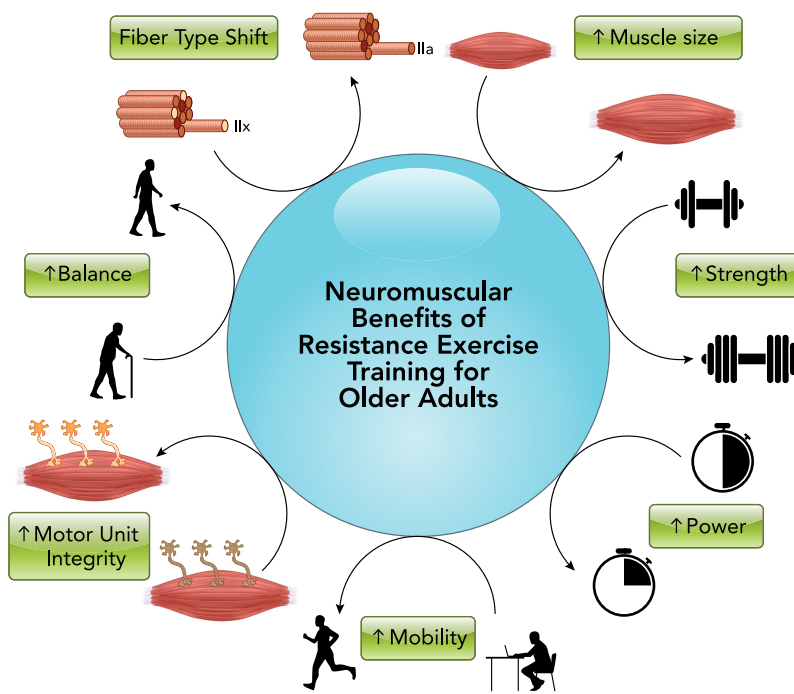 Fiber Type Shift
IIa
↑ Muscle size
IIx
↑Balance
Neuromuscular
Benefits of
Resistance Exercise
Training for
Older Adults
↑Strength
↑Motor Unit
Integrity
↑Power
↑ Mobility